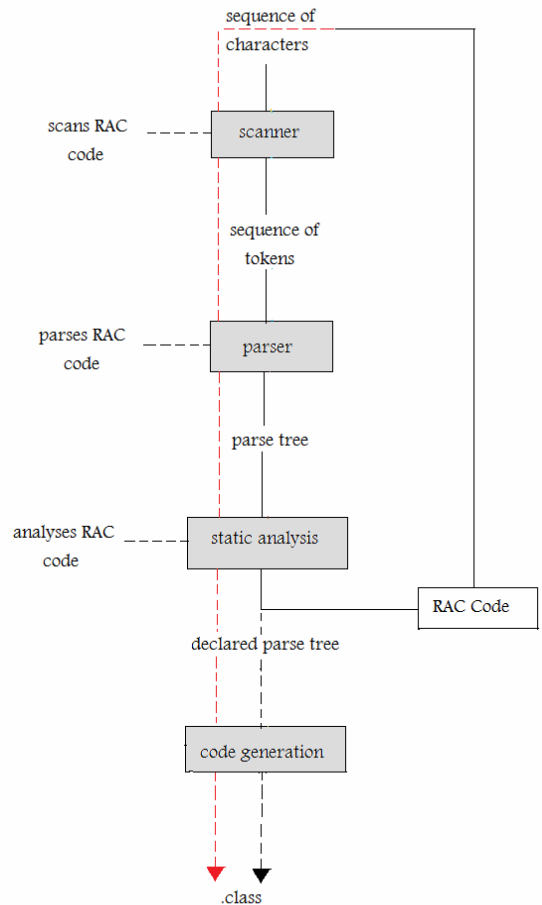 sequence of
characters
scans RAC
code
scanner
sequence of
tokens
parses RAC
code
parser
parse tree
analyses RAC
code
static analysis
RAC Code
declared parse tree
code generation
.class